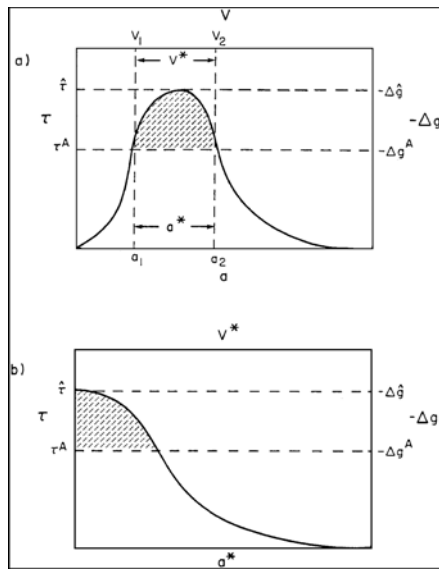 V
a)
V₁ V₂
V*
τ̂ -Δĝ
τ -Δg
τᴬ -Δgᴬ
a*
a₁ a₂
a
V*
b)
τ̂ -Δĝ
τ -Δg
τᴬ -Δgᴬ
a*